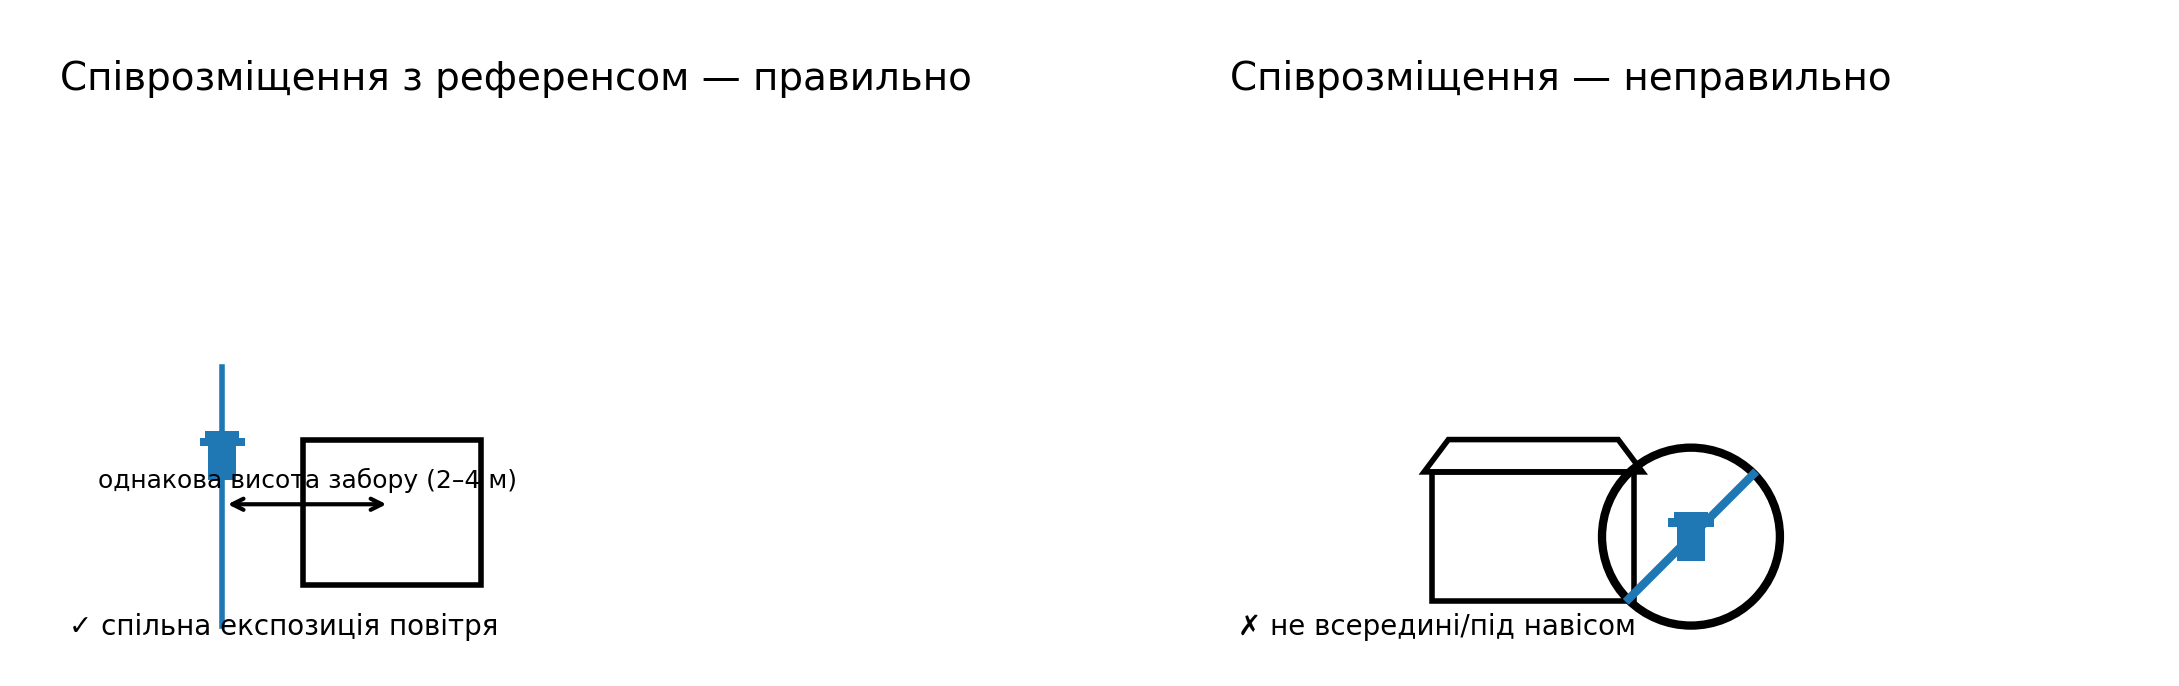 Співрозміщення з референсом — правильно
Співрозміщення — неправильно
однакова висота забору (2–4 м)
✓ спільна експозиція повітря
✗ не всередині/під навісом